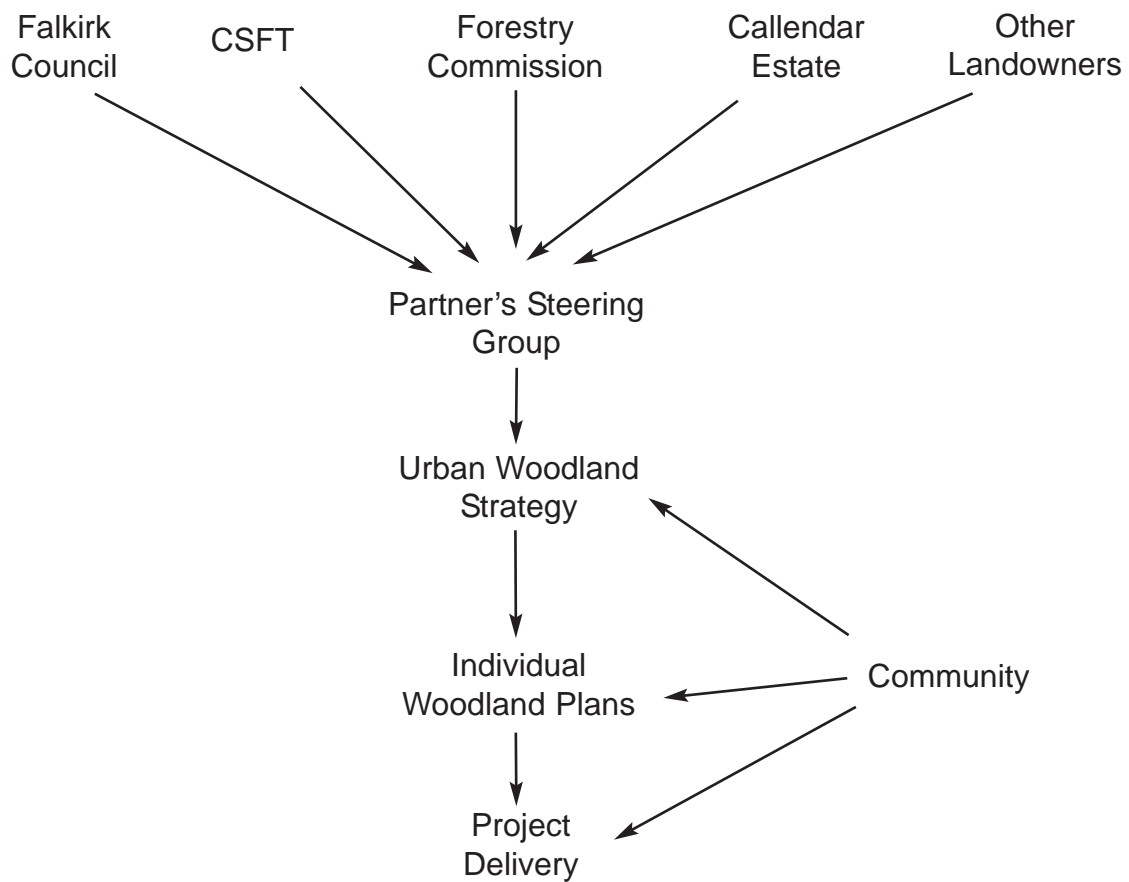 Falkirk
Council
CSFT
Forestry
Commission
Callendar
Estate
Other
Landowners
Partner’s Steering
Group
Urban Woodland
Strategy
Individual
Woodland Plans
Community
Project
Delivery